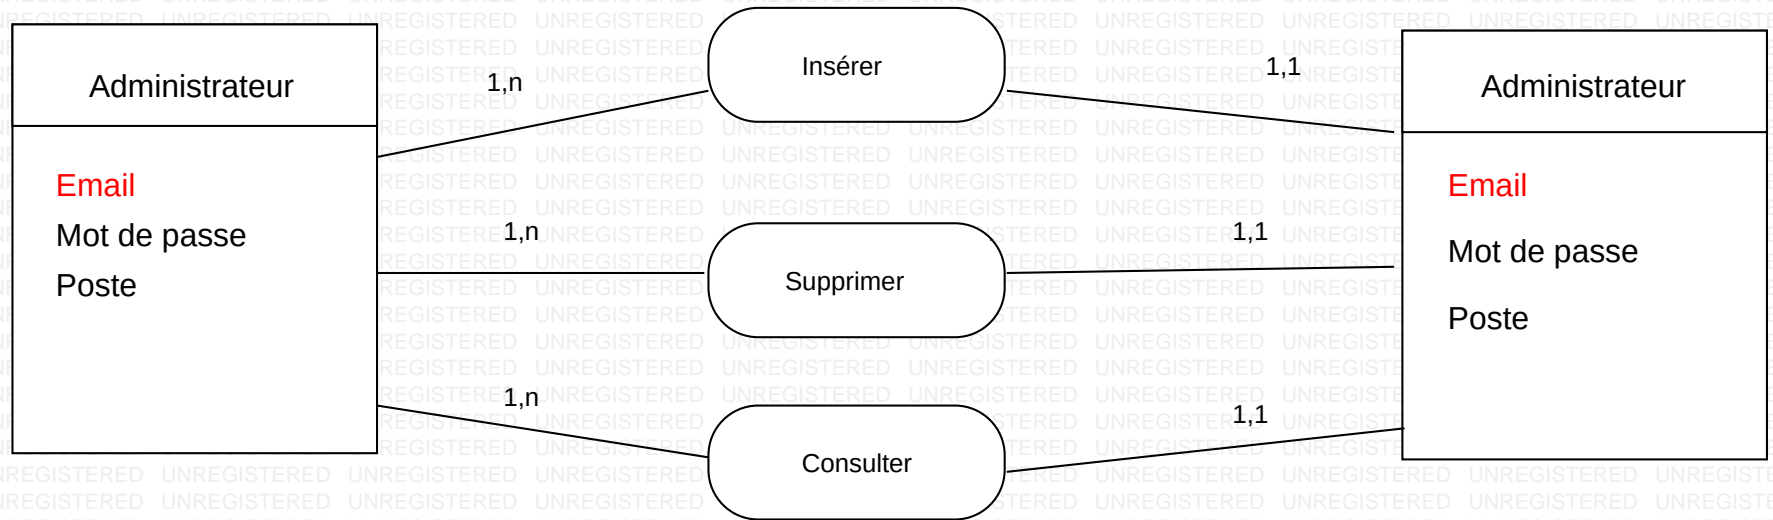 Administrateur
Email
Mot de passe
Poste
1,n
Insérer
1,1
1,n
Supprimer
1,1
1,n
Consulter
1,1
Administrateur
Email
Mot de passe
Poste
UNREGISTERED